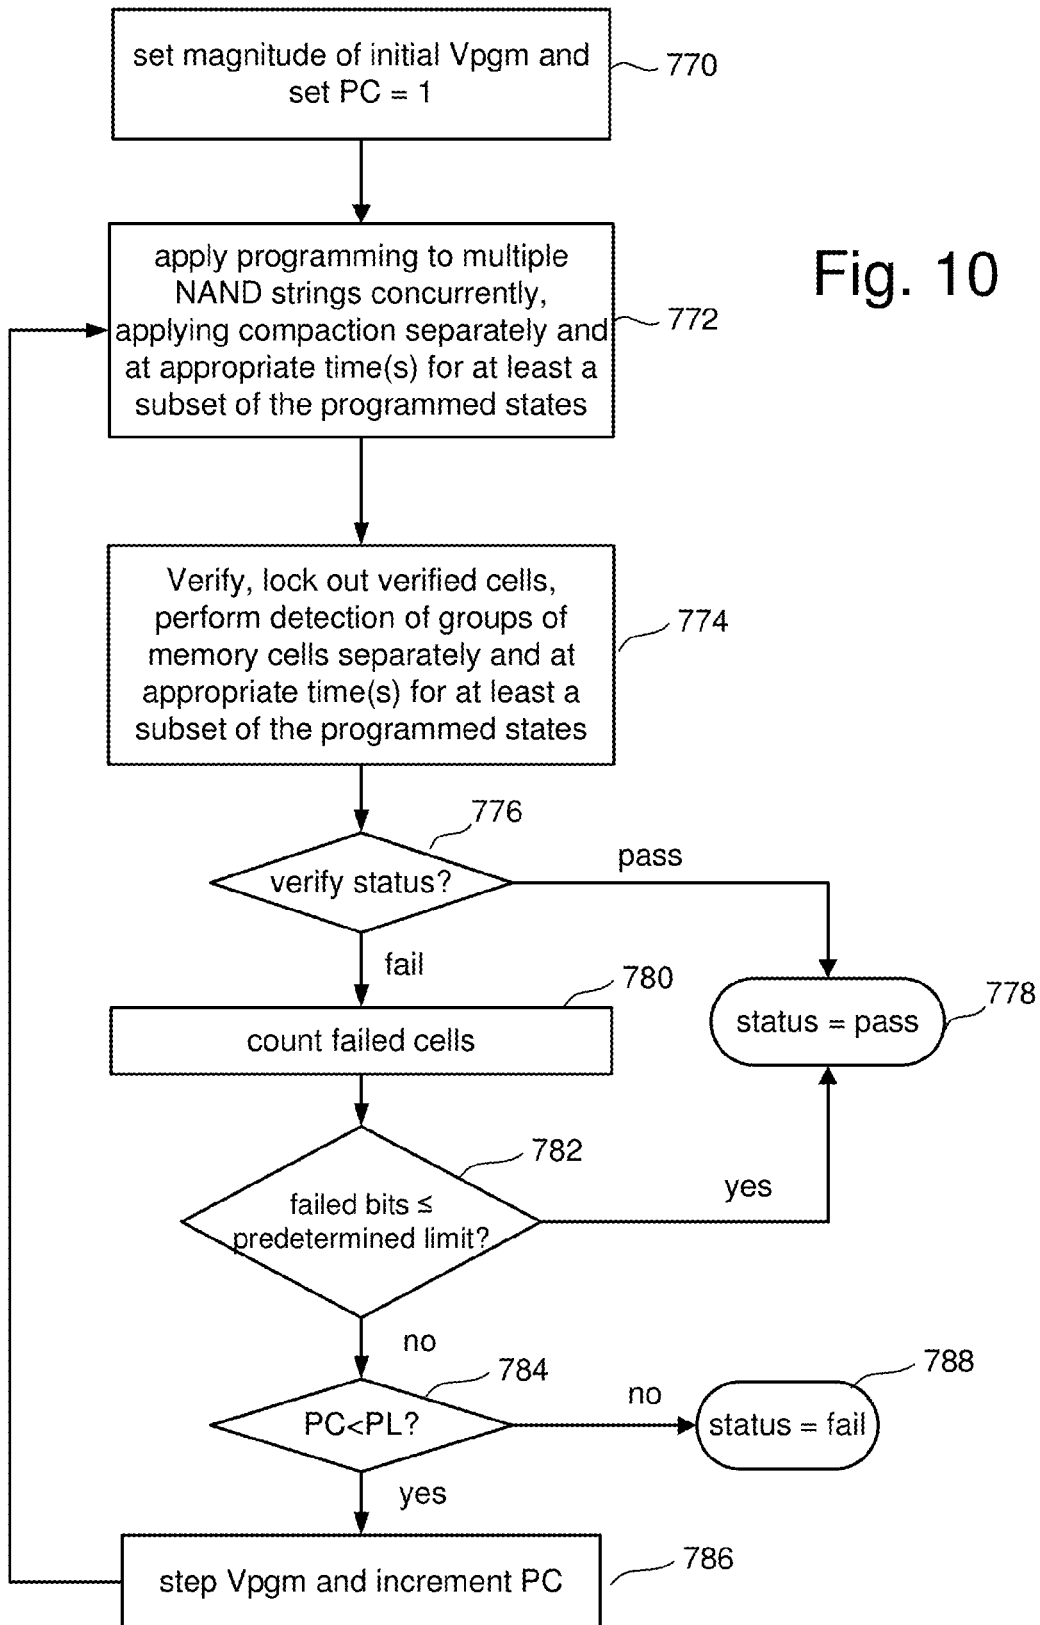 set magnitude of initial Vpgm and
set PC = 1
770
Fig. 10
apply programming to multiple
NAND strings concurrently,
applying compaction separately and
at appropriate time(s) for at least a
subset of the programmed states
772
Verify, lock out verified cells,
perform detection of groups of
memory cells separately and at
appropriate time(s) for at least a
subset of the programmed states
774
776
verify status?
pass
fail
780
count failed cells
778
status = pass
782
failed bits ≤
predetermined limit?
yes
no
784
PC<PL?
no
788
status = fail
yes
step Vpgm and increment PC
786